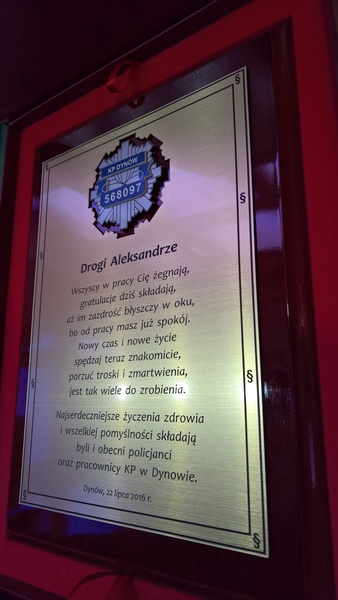 KP DYNÓW
568097
Drogi Aleksandrze
Wszyscy w pracy Cię żegnają,
gratulacje dziś składają,
aż im zazdrość błyszczy w oku,
bo od pracy masz już spokój.
Nowy czas i nowe życie
spędzaj teraz znakomicie,
porzuć troski i zmartwienia,
jest tak wiele do zrobienia.
Najserdeczniejsze życzenia zdrowia
i wszelkiej pomyślności składają
byli i obecni policjanci
oraz pracownicy KP w Dynowie.
Dynów, 22 lipca 2016 r.